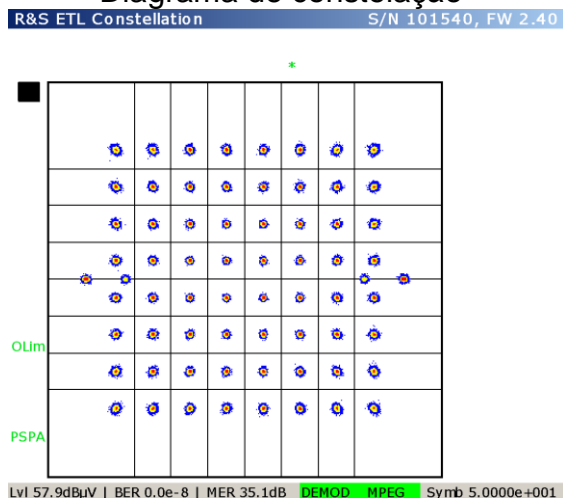 Diagrama de constelação
R&S ETL Constellation S/N 101540, FW 2.40
*
OLim
PSPA
Lvl 57.9dBµV | BER 0.0e-8 | MER 35.1dB DEMOD MPEG Symb 5.0000e+001